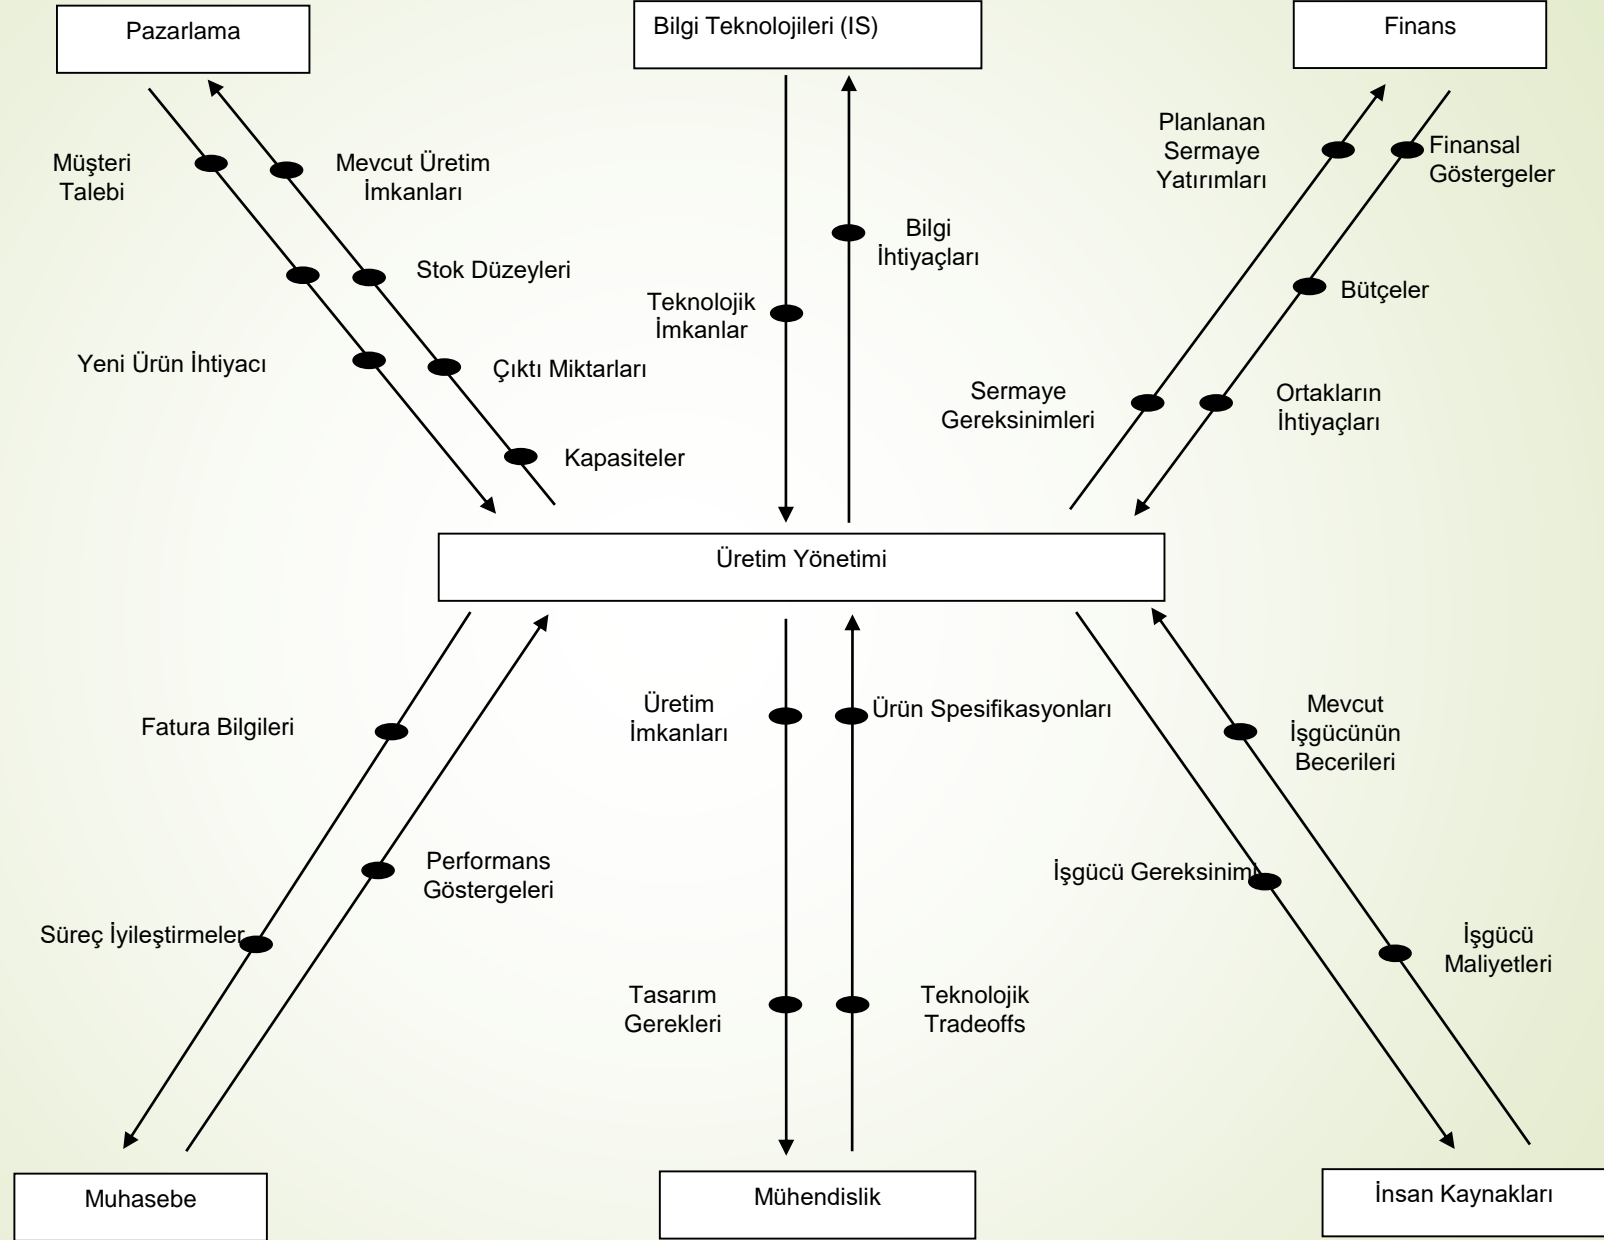 Pazarlama
Bilgi Teknolojileri (IS)
Finans
Müşteri
Talebi
Mevcut Üretim
İmkanları
Planlanan
Sermaye
Yatırımları
Finansal
Göstergeler
Bilgi
İhtiyaçları
Stok Düzeyleri
Teknolojik
İmkanlar
Bütçeler
Yeni Ürün İhtiyacı
Çıktı Miktarları
Sermaye
Gereksinimleri
Ortakların
İhtiyaçları
Kapasiteler
Üretim Yönetimi
Fatura Bilgileri
Üretim
İmkanları
Ürün Spesifikasyonları
Mevcut
İşgücünün
Becerileri
Performans
Göstergeleri
İşgücü Gereksinimi
Süreç İyileştirmeler
İşgücü
Maliyetleri
Tasarım
Gerekleri
Teknolojik
Tradeoffs
Muhasebe
Mühendislik
İnsan Kaynakları